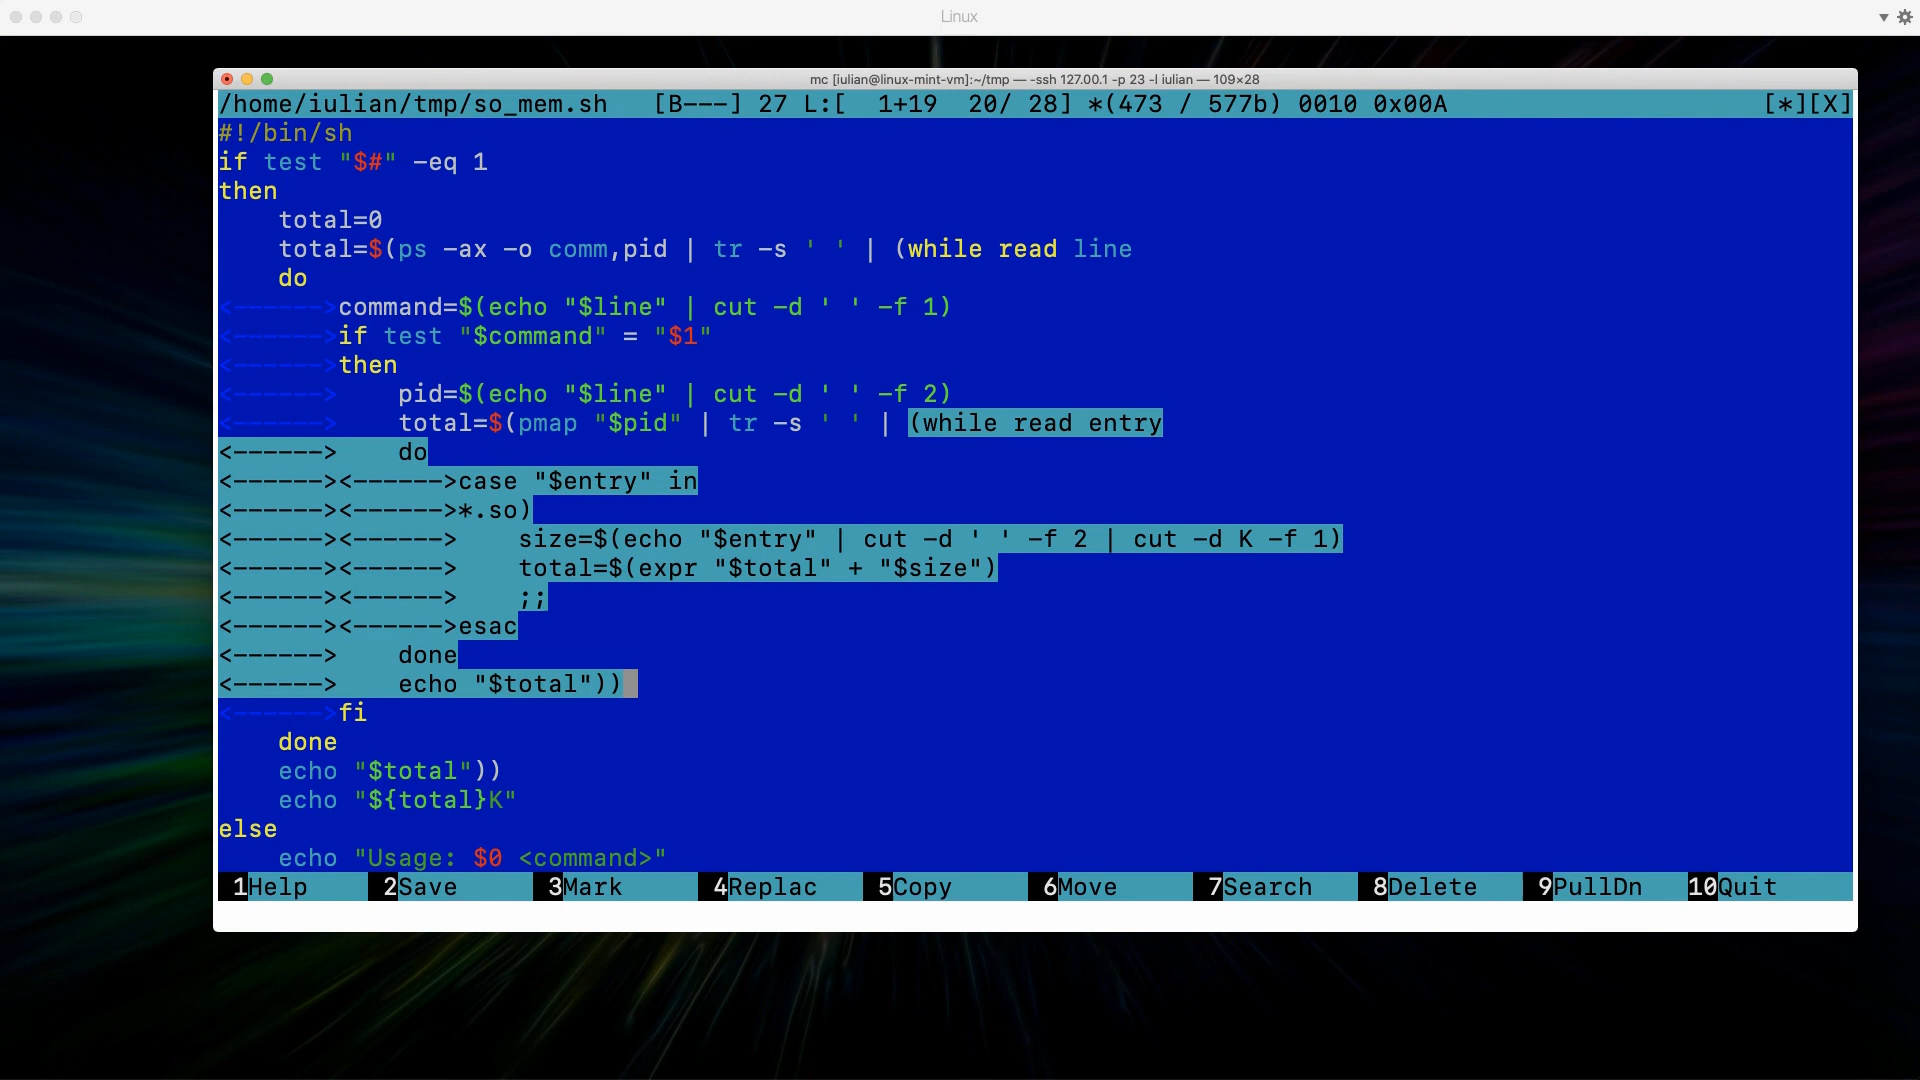 Linux
mc [iulian@linux-mint-vm]:~/tmp — -ssh 127.00.1 -p 23 -l iulian — 109×28
/home/iulian/tmp/so_mem.sh   [B---] 27 L:[  1+19  20/ 28] *(473 / 577b) 0010 0x00A                     [*][X]
#!/bin/sh
if test "$#" -eq 1
then
    total=0
    total=$(ps -ax -o comm,pid | tr -s ' ' | (while read line
    do
<------>command=$(echo "$line" | cut -d ' ' -f 1)
<------>if test "$command" = "$1"
<------>then
<------>    pid=$(echo "$line" | cut -d ' ' -f 2)
<------>    total=$(pmap "$pid" | tr -s ' ' | (while read entry
<------>    do
<------><------>case "$entry" in
<------><------>*.so)
<------><------>    size=$(echo "$entry" | cut -d ' ' -f 2 | cut -d K -f 1)
<------><------>    total=$(expr "$total" + "$size")
<------><------>    ;;
<------><------>esac
<------>    done
<------>    echo "$total"))
<------>fi
    done
    echo "$total"))
    echo "${total}K"
else
    echo "Usage: $0 <command>"
1Help 2Save 3Mark 4Replac 5Copy 6Move 7Search 8Delete 9PullDn 10Quit